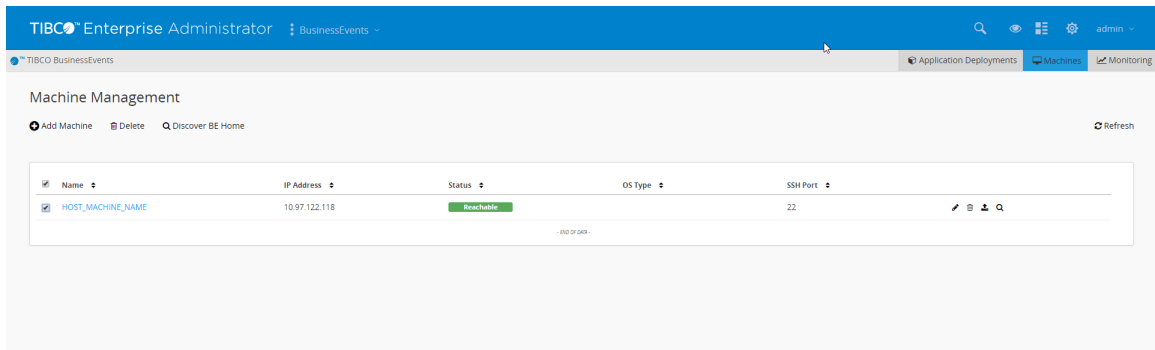 TIBCO™ Enterprise Administrator BusinessEvents admin
™ TIBCO BusinessEvents Application Deployments Machines Monitoring
Machine Management
Add Machine Delete Discover BE Home Refresh
Name IP Address Status OS Type SSH Port
HOST_MACHINE_NAME 10.97.122.118 Reachable 22
- END OF DATA -